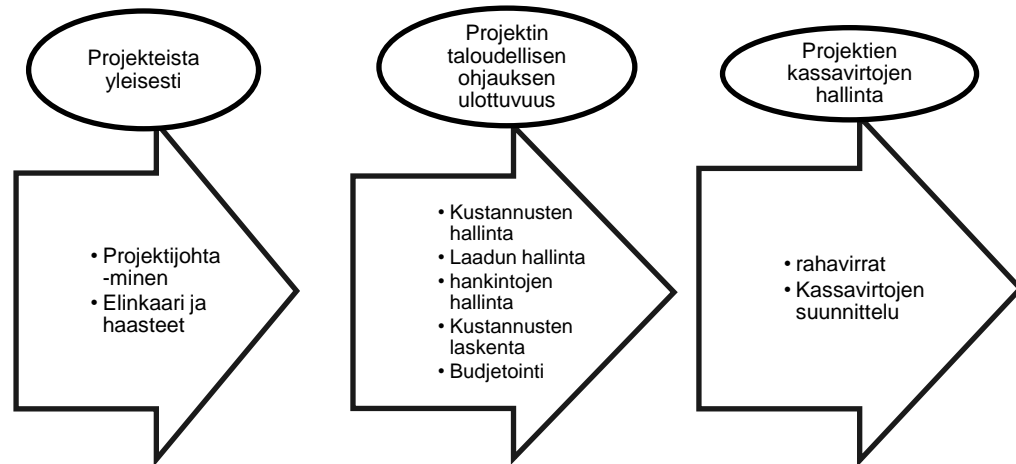 Projekteista
yleisesti
• Projektijohta
-minen
• Elinkaari ja
haasteet
Projektin
taloudellisen
ohjauksen
ulottuvuus
• Kustannusten
hallinta
• Laadun hallinta
• hankintojen
hallinta
• Kustannusten
laskenta
• Budjetointi
Projektien
kassavirtojen
hallinta
• rahavirrat
• Kassavirtojen
suunnittelu